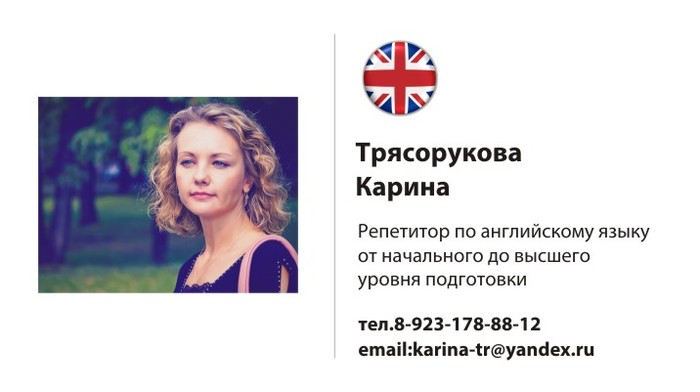 Трясорукова
Карина
Репетитор по английскому языку
от начального до высшего
уровня подготовки
тел.8-923-178-88-12
email:karina-tr@yandex.ru